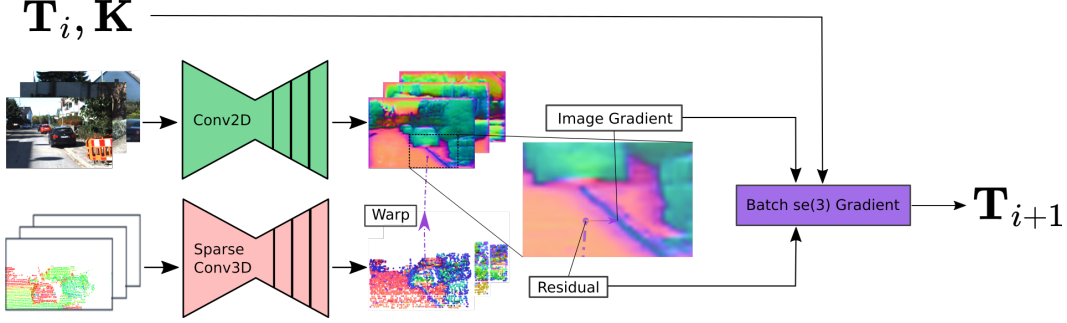 T_i, K
Conv2D
Image Gradient
Warp
Batch se(3) Gradient
T_{i+1}
Sparse
Conv3D
Residual